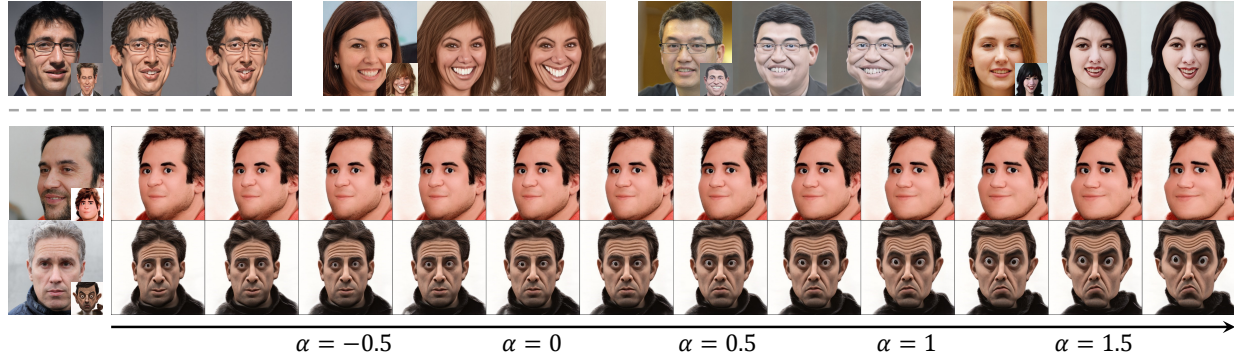 α = −0.5 α = 0 α = 0.5 α = 1 α = 1.5